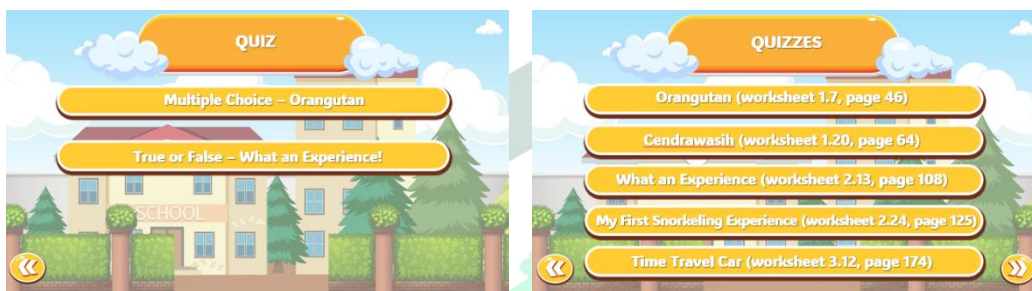 QUIZ
Multiple Choice – Orangutan
True or False – What an Experience!
SCHOOL
QUIZZES
Orangutan (worksheet 1.7, page 46)
Cendrawasih (worksheet 1.20, page 64)
What an Experience (worksheet 2.13, page 108)
My First Snorkeling Experience (worksheet 2.24, page 125)
Time Travel Car (worksheet 3.12, page 174)